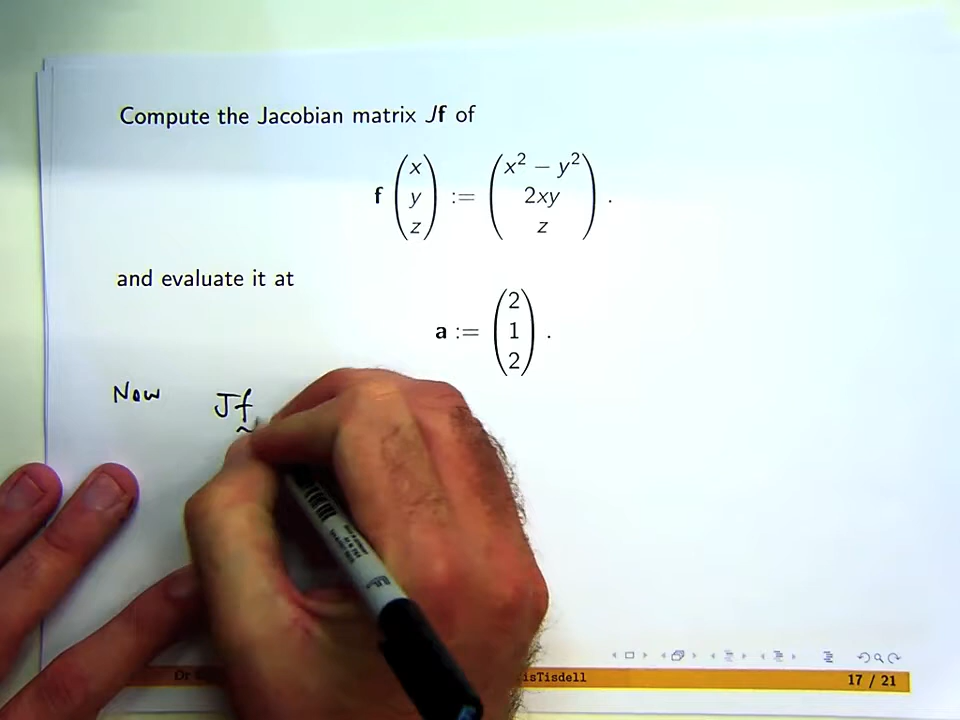 Compute the Jacobian matrix Jf of
f (x y z) := (x² − y² 2xy z) .
and evaluate it at
a := (2 1 2) .
Now Jf
isTisdell 17 / 21